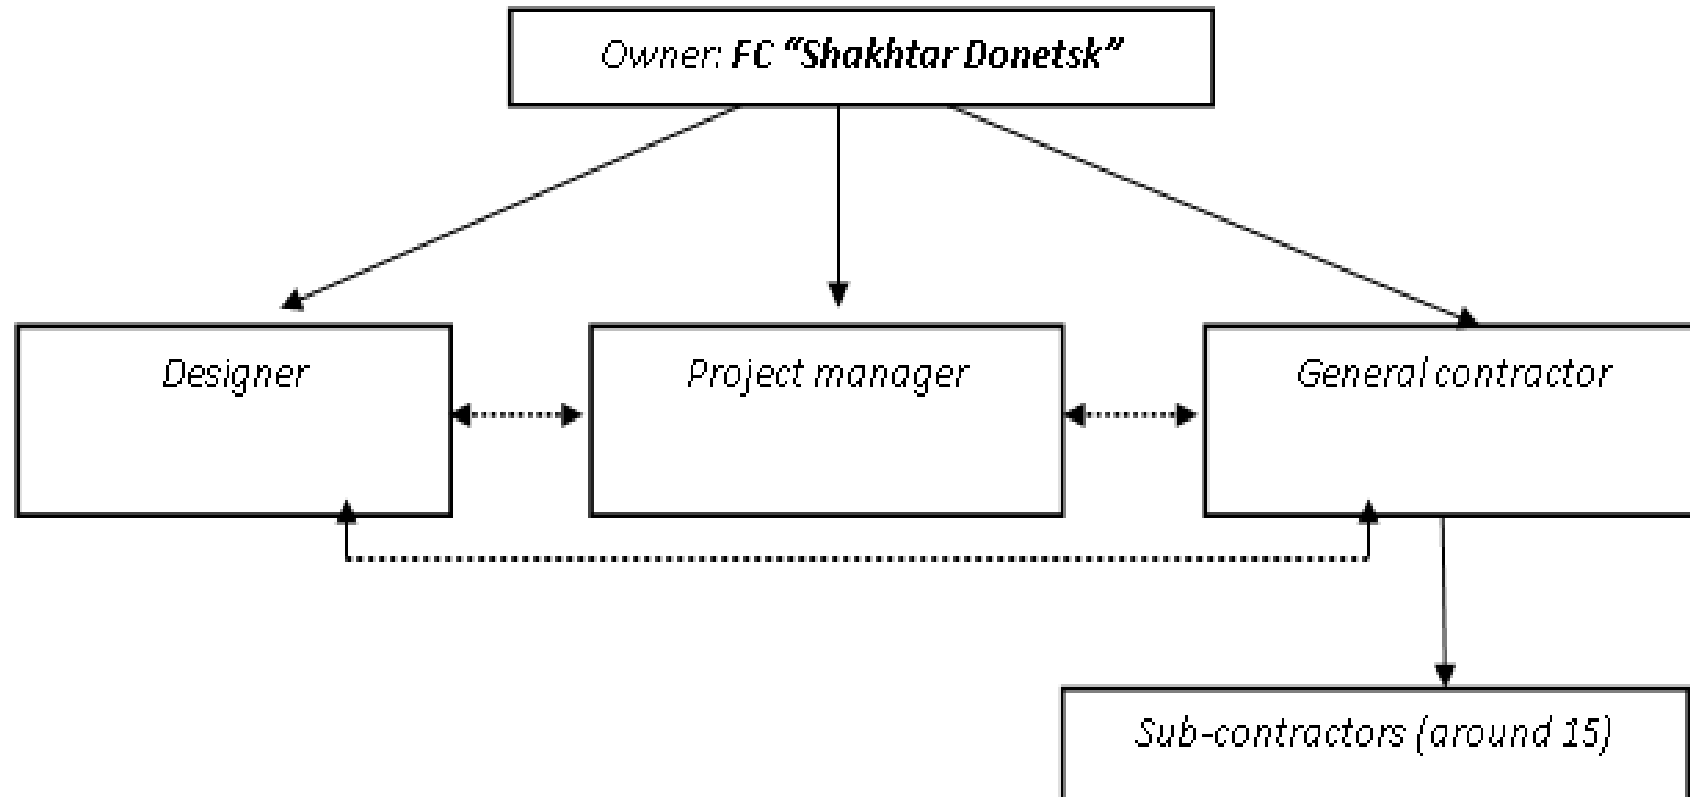 Owner: FC “Shakhtar Donetsk”
Designer
Project manager
General contractor
Sub-contractors (around 15)